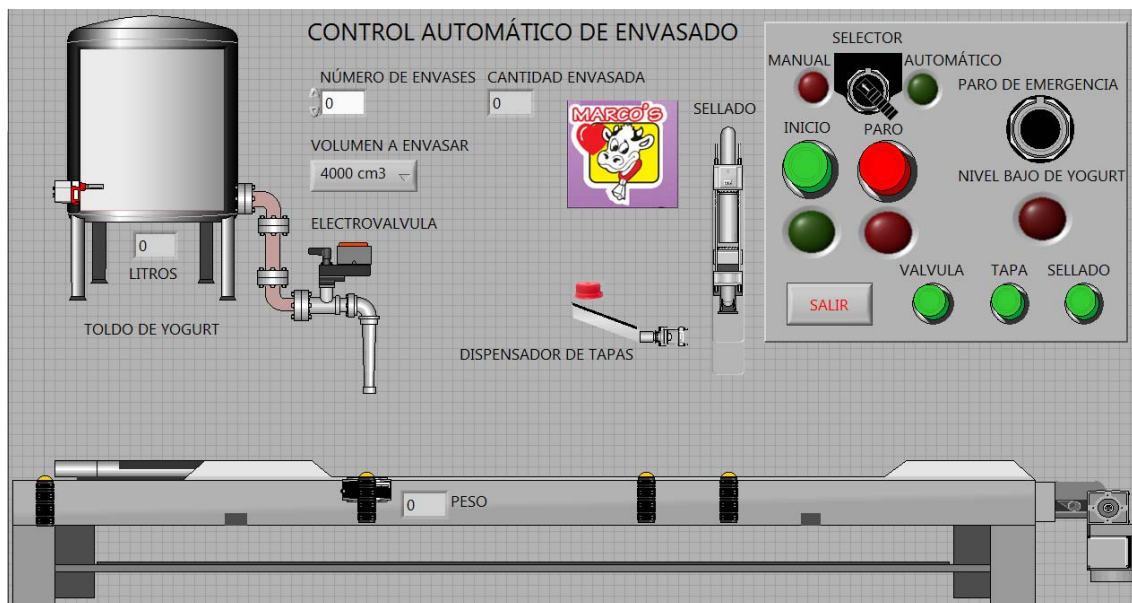 CONTROL AUTOMÁTICO DE ENVASADO
NÚMERO DE ENVASES
0
CANTIDAD ENVASADA
0
VOLUMEN A ENVASAR
4000 cm3
ELECTROVALVULA
0
LITROS
TOLDO DE YOGURT
MARCO'S
SELLADO
DISPENSADOR DE TAPAS
0
PESO
SELECTOR
MANUAL
AUTOMÁTICO
PARO DE EMERGENCIA
INICIO
PARO
NIVEL BAJO DE YOGURT
VALVULA
TAPA
SELLADO
SALIR